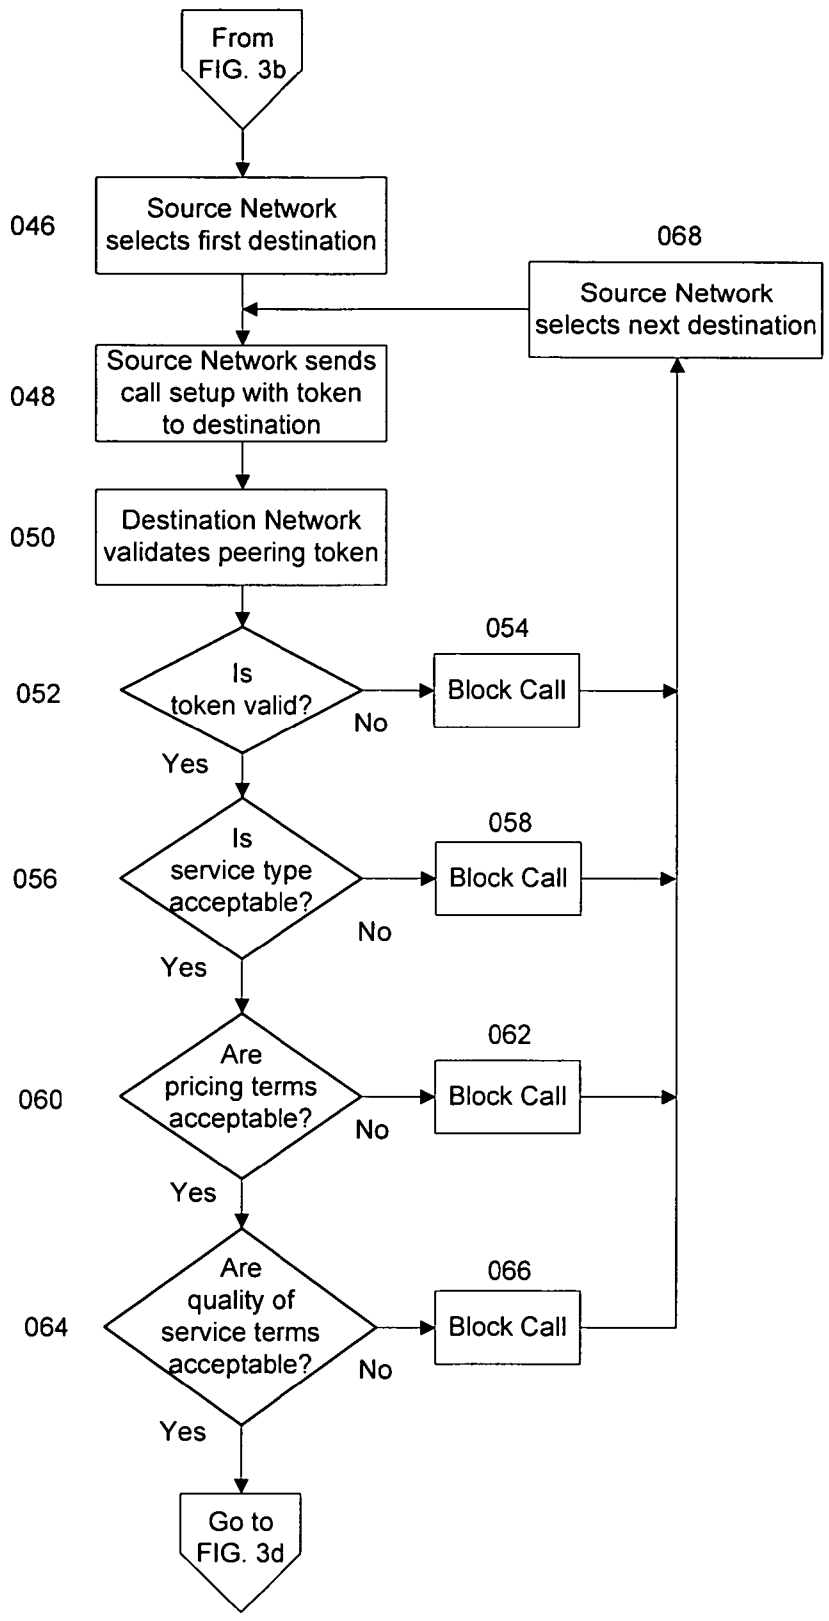 From
FIG. 3b
046
Source Network
selects first destination
068
Source Network
selects next destination
048
Source Network sends
call setup with token
to destination
050
Destination Network
validates peering token
052
Is
token valid?
No
054
Block Call
Yes
056
Is
service type
acceptable?
No
058
Block Call
Yes
060
Are
pricing terms
acceptable?
No
062
Block Call
Yes
064
Are
quality of
service terms
acceptable?
No
066
Block Call
Yes
Go to
FIG. 3d